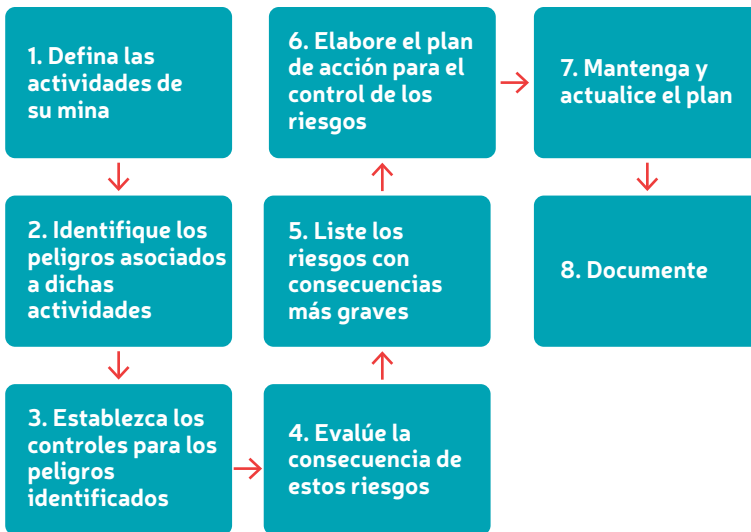 1. Defina las
actividades de
su mina
2. Identifique los
peligros asociados
a dichas
actividades
3. Establezca los
controles para los
peligros
identificados
4. Evalúe la
consecuencia de
estos riesgos
5. Liste los
riesgos con
consecuencias
más graves
6. Elabore el plan
de acción para el
control de los
riesgos
7. Mantenga y
actualice el plan
8. Documente